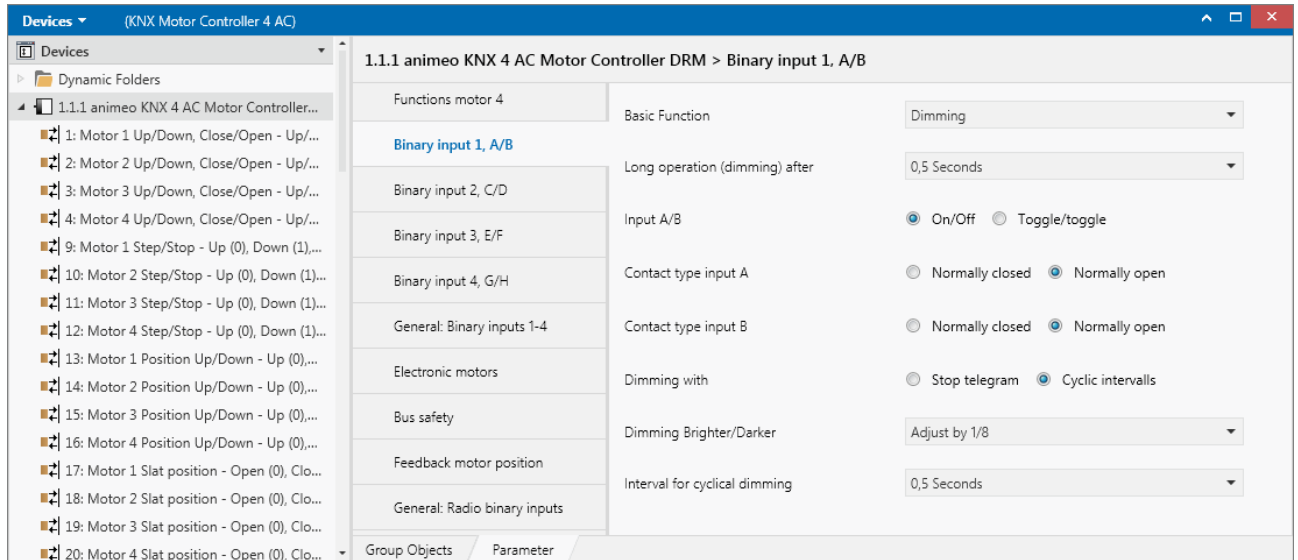 Devices (KNX Motor Controller 4 AC)
Devices
Dynamic Folders
1.1.1 animeo KNX 4 AC Motor Controller...
1: Motor 1 Up/Down, Close/Open - Up/...
2: Motor 2 Up/Down, Close/Open - Up/...
3: Motor 3 Up/Down, Close/Open - Up/...
4: Motor 4 Up/Down, Close/Open - Up/...
9: Motor 1 Step/Stop - Up (0), Down (1),...
10: Motor 2 Step/Stop - Up (0), Down (1)...
11: Motor 3 Step/Stop - Up (0), Down (1)...
12: Motor 4 Step/Stop - Up (0), Down (1)...
13: Motor 1 Position Up/Down - Up (0),...
14: Motor 2 Position Up/Down - Up (0),...
15: Motor 3 Position Up/Down - Up (0),...
16: Motor 4 Position Up/Down - Up (0),...
17: Motor 1 Slat position - Open (0), Clo...
18: Motor 2 Slat position - Open (0), Clo...
19: Motor 3 Slat position - Open (0), Clo...
20: Motor 4 Slat position - Open (0), Clo...
1.1.1 animeo KNX 4 AC Motor Controller DRM > Binary input 1, A/B
Functions motor 4
Binary input 1, A/B
Binary input 2, C/D
Binary input 3, E/F
Binary input 4, G/H
General: Binary inputs 1-4
Electronic motors
Bus safety
Feedback motor position
General: Radio binary inputs
Basic Function Dimming
Long operation (dimming) after 0,5 Seconds
Input A/B On/Off Toggle/toggle
Contact type input A Normally closed Normally open
Contact type input B Normally closed Normally open
Dimming with Stop telegram Cyclic intervalls
Dimming Brighter/Darker Adjust by 1/8
Interval for cyclical dimming 0,5 Seconds
Group Objects Parameter